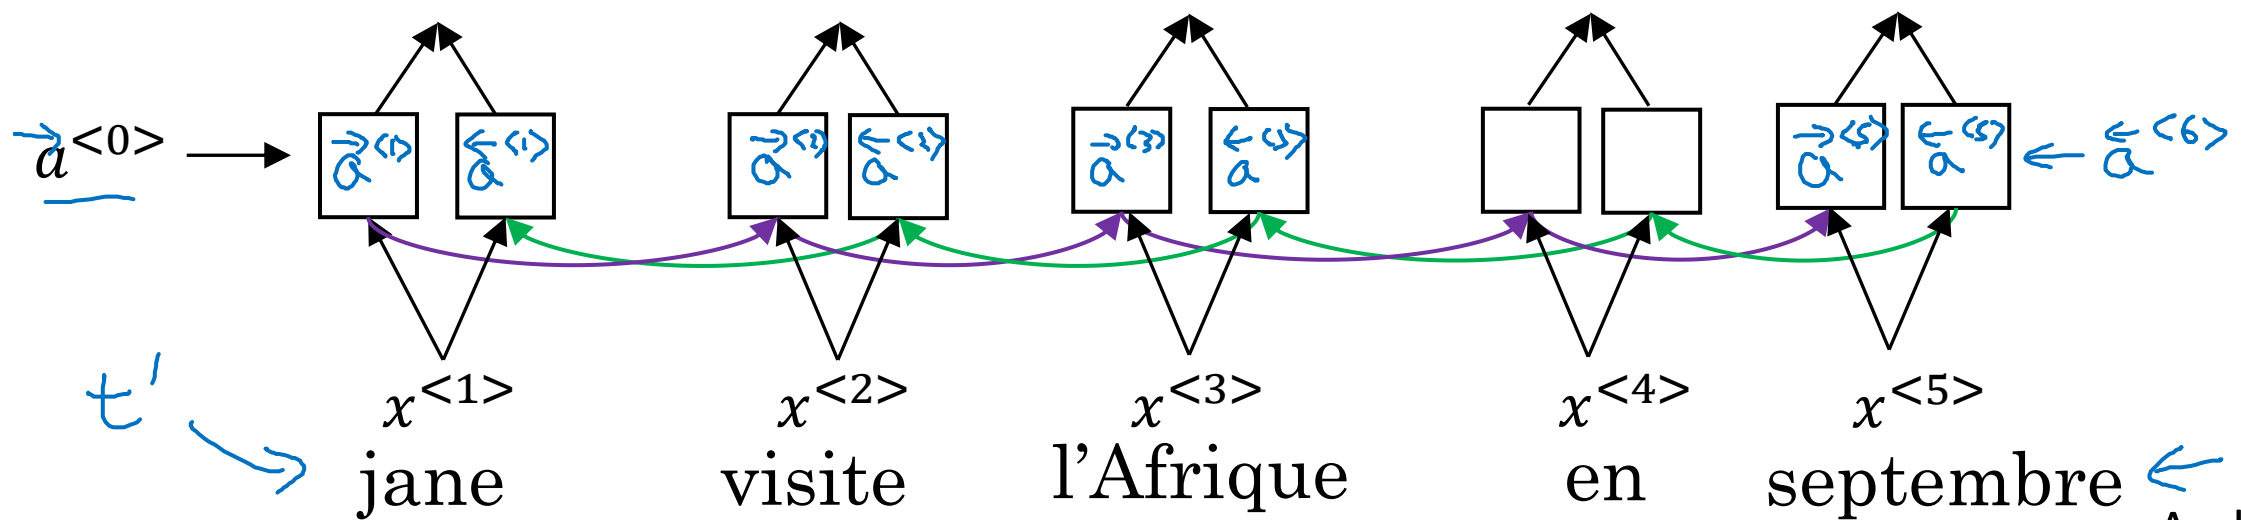 →a<0> →a<1> ←a<1> →a<2> ←a<2> →a<3> ←a<3> →a<5> ←a<5> ←a<6>
t'
x<1> x<2> x<3> x<4> x<5>
jane visite l'Afrique en septembre